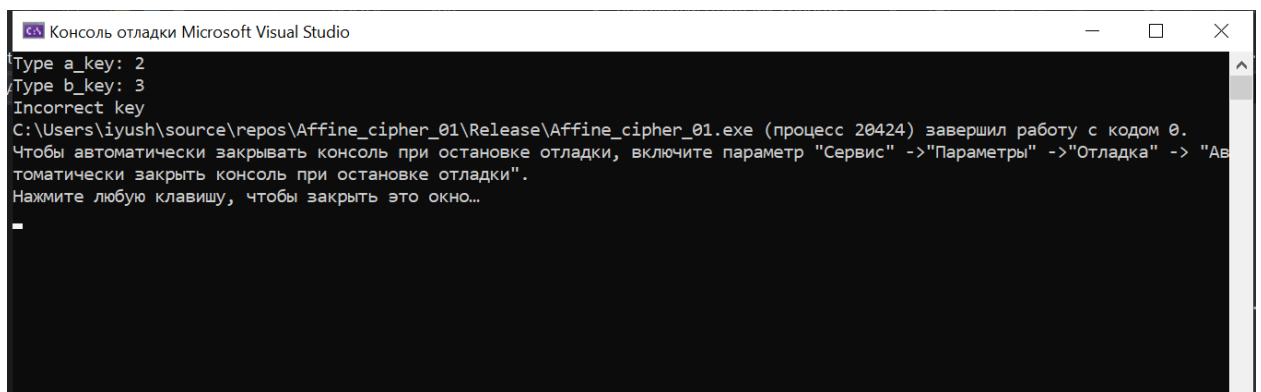 Консоль отладки Microsoft Visual Studio
Type a_key: 2
Type b_key: 3
Incorrect key
C:\Users\iyush\source\repos\Affine_cipher_01\Release\Affine_cipher_01.exe (процесс 20424) завершил работу с кодом 0.
Чтобы автоматически закрывать консоль при остановке отладки, включите параметр "Сервис" ->"Параметры" ->"Отладка" -> "Ав
томатически закрыть консоль при остановке отладки".
Нажмите любую клавишу, чтобы закрыть это окно…